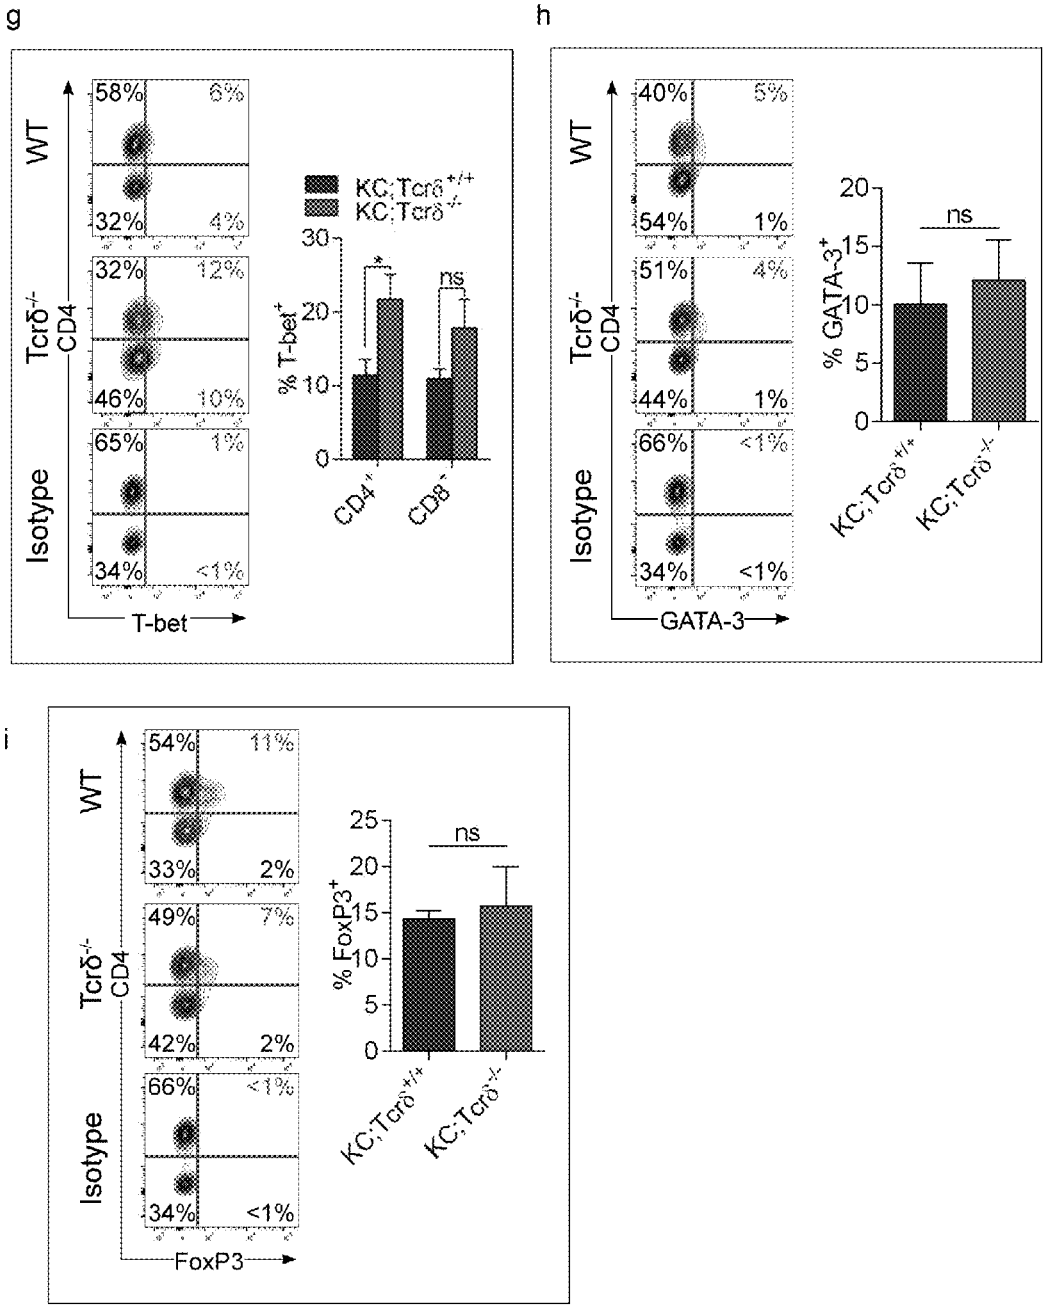 g
WT
58% 6%
32% 4%
Tcrδ-/-
CD4
32% 12%
46% 10%
Isotype
65% 1%
34% <1%
T-bet
KC;Tcrδ+/+
KC;Tcrδ-/-
% T-bet+
30
20
10
0
*
ns
CD4+
CD8+
h
WT
40% 5%
54% 1%
Tcrδ-/-
CD4
51% 4%
44% 1%
Isotype
66% <1%
34% <1%
GATA-3
% GATA-3+
20
15
10
5
0
ns
KC;Tcrδ+/+
KC;Tcrδ-/-
i
WT
54% 11%
33% 2%
Tcrδ-/-
CD4
49% 7%
42% 2%
Isotype
66% <1%
34% <1%
FoxP3
% FoxP3+
25
20
15
10
5
0
ns
KC;Tcrδ+/+
KC;Tcrδ-/-